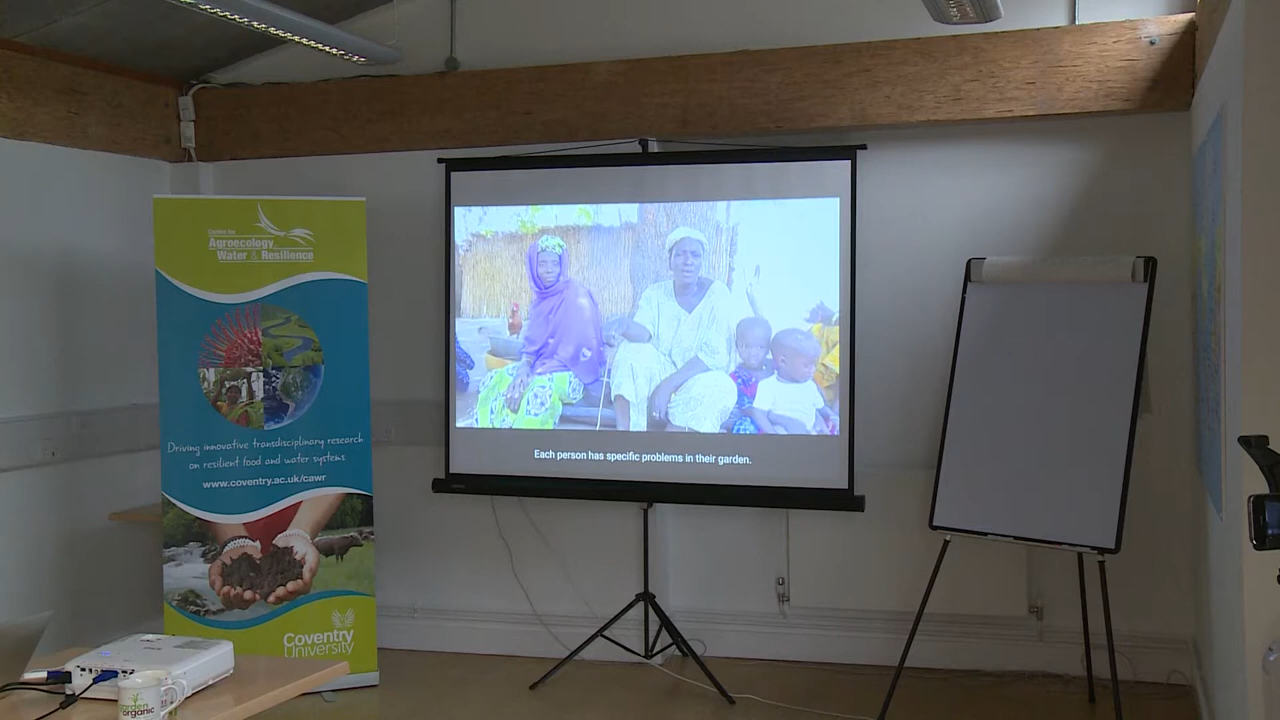 Centre for
Agroecology
Water & Resilience
Driving innovative transdisciplinary research
on resilient food and water systems
www.coventry.ac.uk/cawr
Coventry
University
Each person has specific problems in their garden.
garden
organic